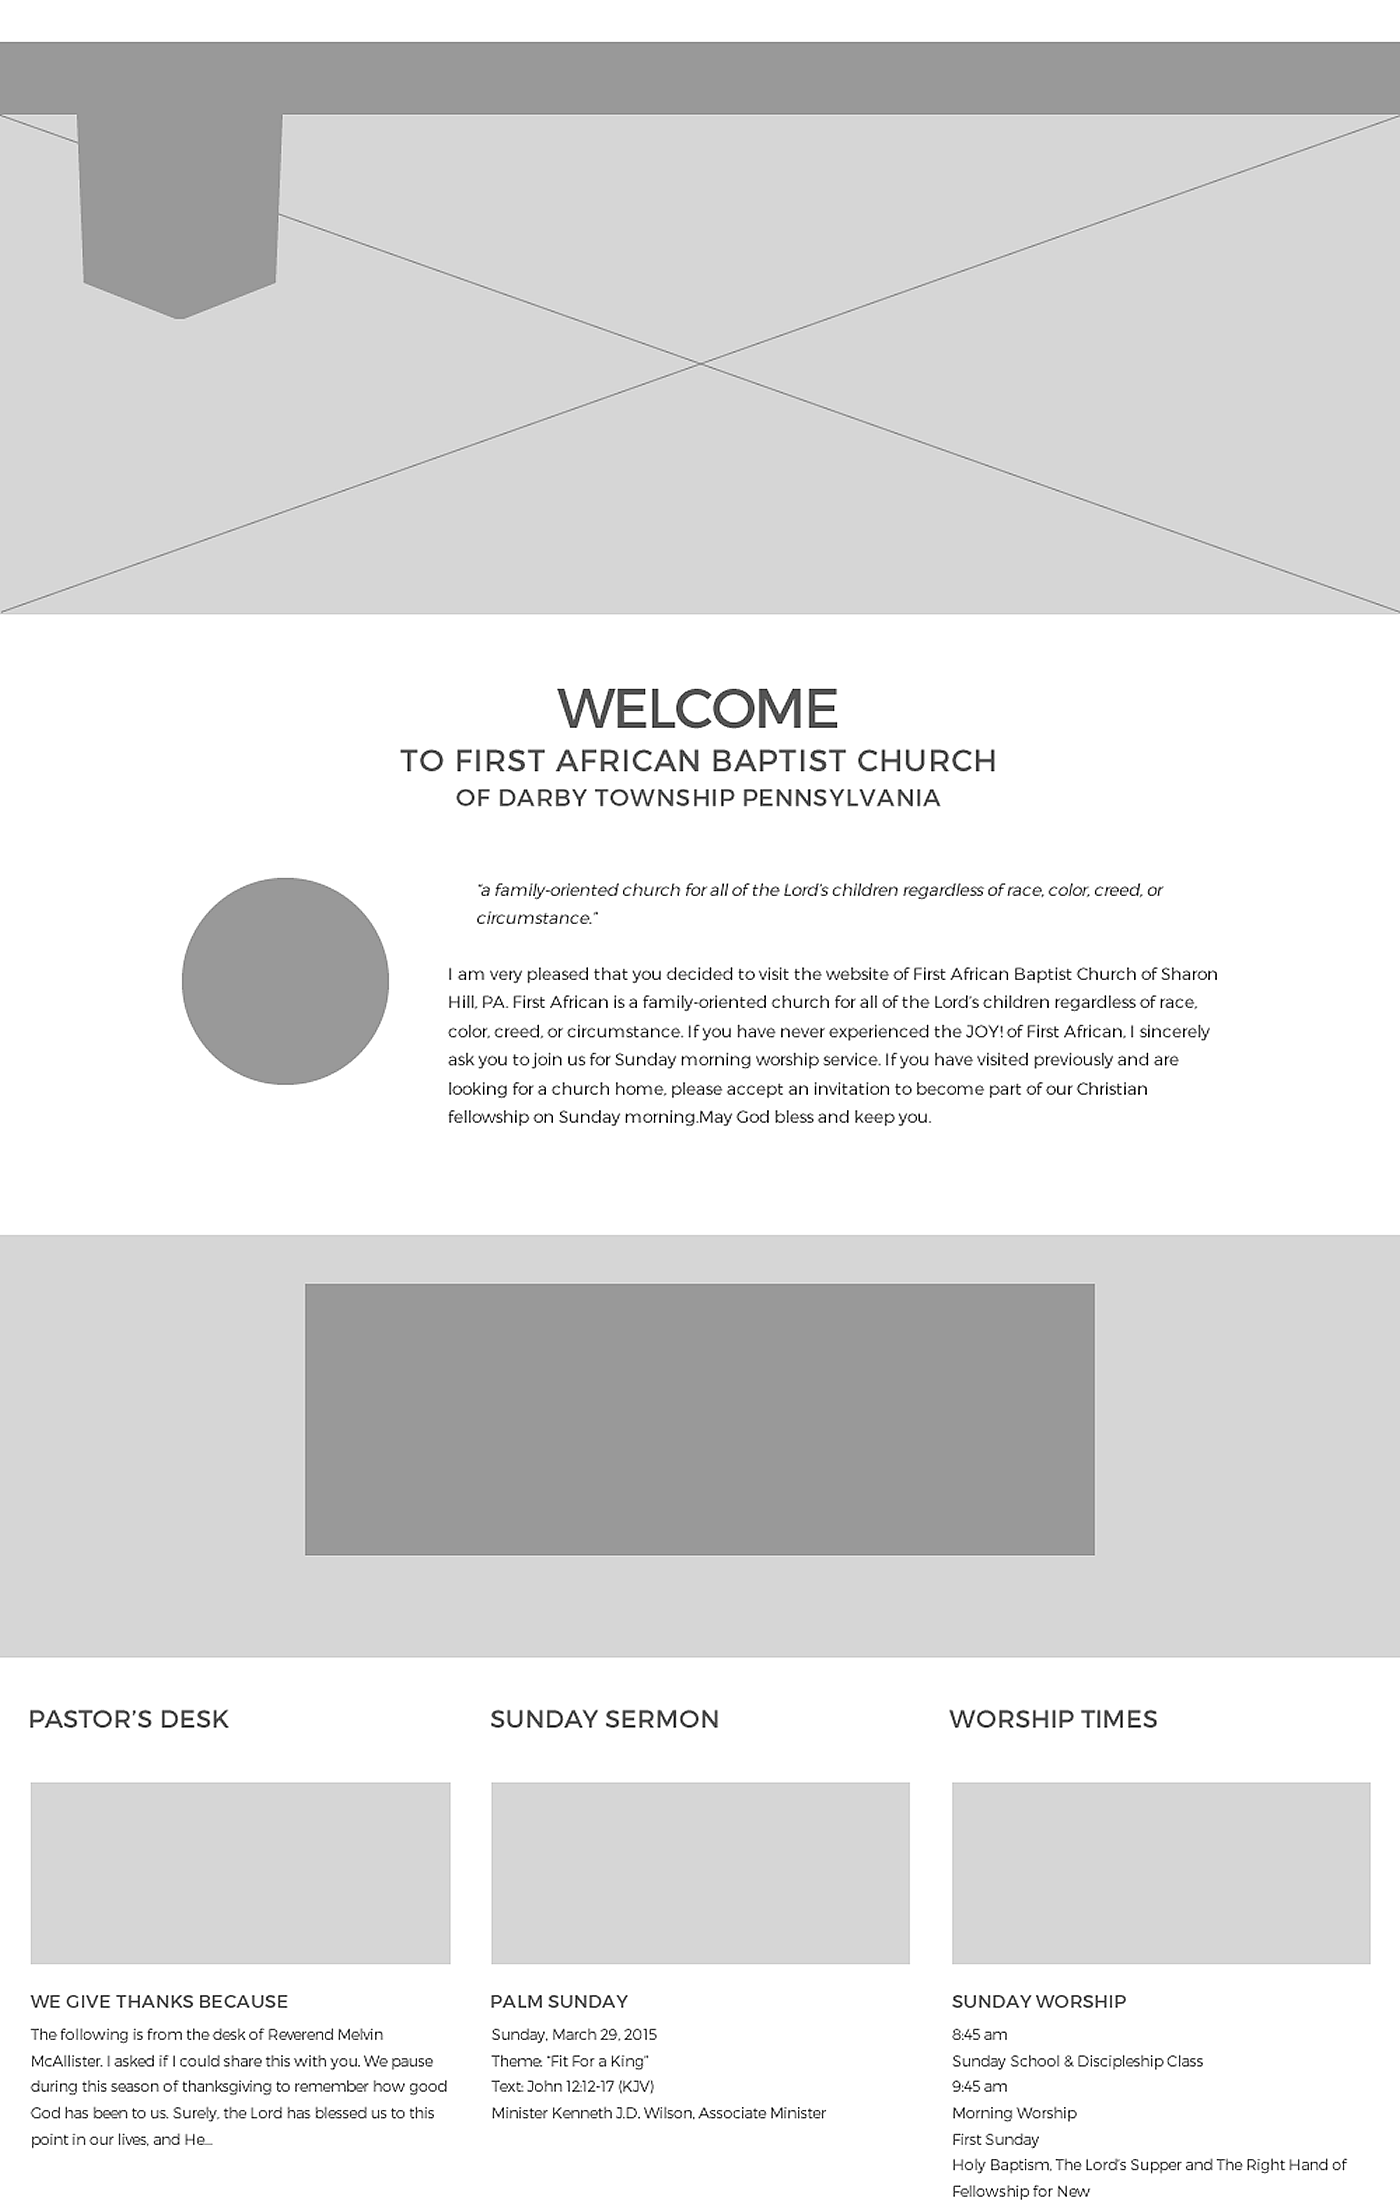 WELCOME
TO FIRST AFRICAN BAPTIST CHURCH
OF DARBY TOWNSHIP PENNSYLVANIA
"a family-oriented church for all of the Lord's children regardless of race, color, creed, or
circumstance."
I am very pleased that you decided to visit the website of First African Baptist Church of Sharon
Hill, PA. First African is a family-oriented church for all of the Lord's children regardless of race,
color, creed, or circumstance. If you have never experienced the JOY! of First African, I sincerely
ask you to join us for Sunday morning worship service. If you have visited previously and are
looking for a church home, please accept an invitation to become part of our Christian
fellowship on Sunday morning.May God bless and keep you.
PASTOR'S DESK
WE GIVE THANKS BECAUSE
The following is from the desk of Reverend Melvin
McAllister. I asked if I could share this with you. We pause
during this season of thanksgiving to remember how good
God has been to us. Surely, the Lord has blessed us to this
point in our lives, and He...
SUNDAY SERMON
PALM SUNDAY
Sunday, March 29, 2015
Theme: "Fit For a King"
Text: John 12:12-17 (KJV)
Minister Kenneth J.D. Wilson, Associate Minister
WORSHIP TIMES
SUNDAY WORSHIP
8:45 am
Sunday School & Discipleship Class
9:45 am
Morning Worship
First Sunday
Holy Baptism, The Lord's Supper and The Right Hand of
Fellowship for New